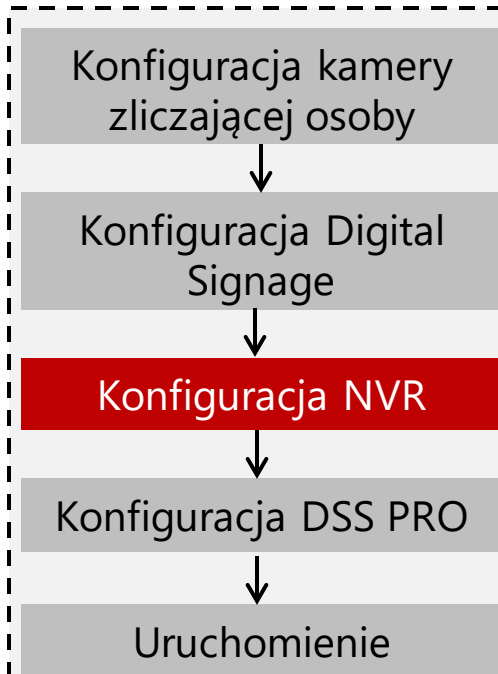 Konfiguracja kamery
zliczającej osoby
Konfiguracja Digital
Signage
Konfiguracja NVR
Konfiguracja DSS PRO
Uruchomienie